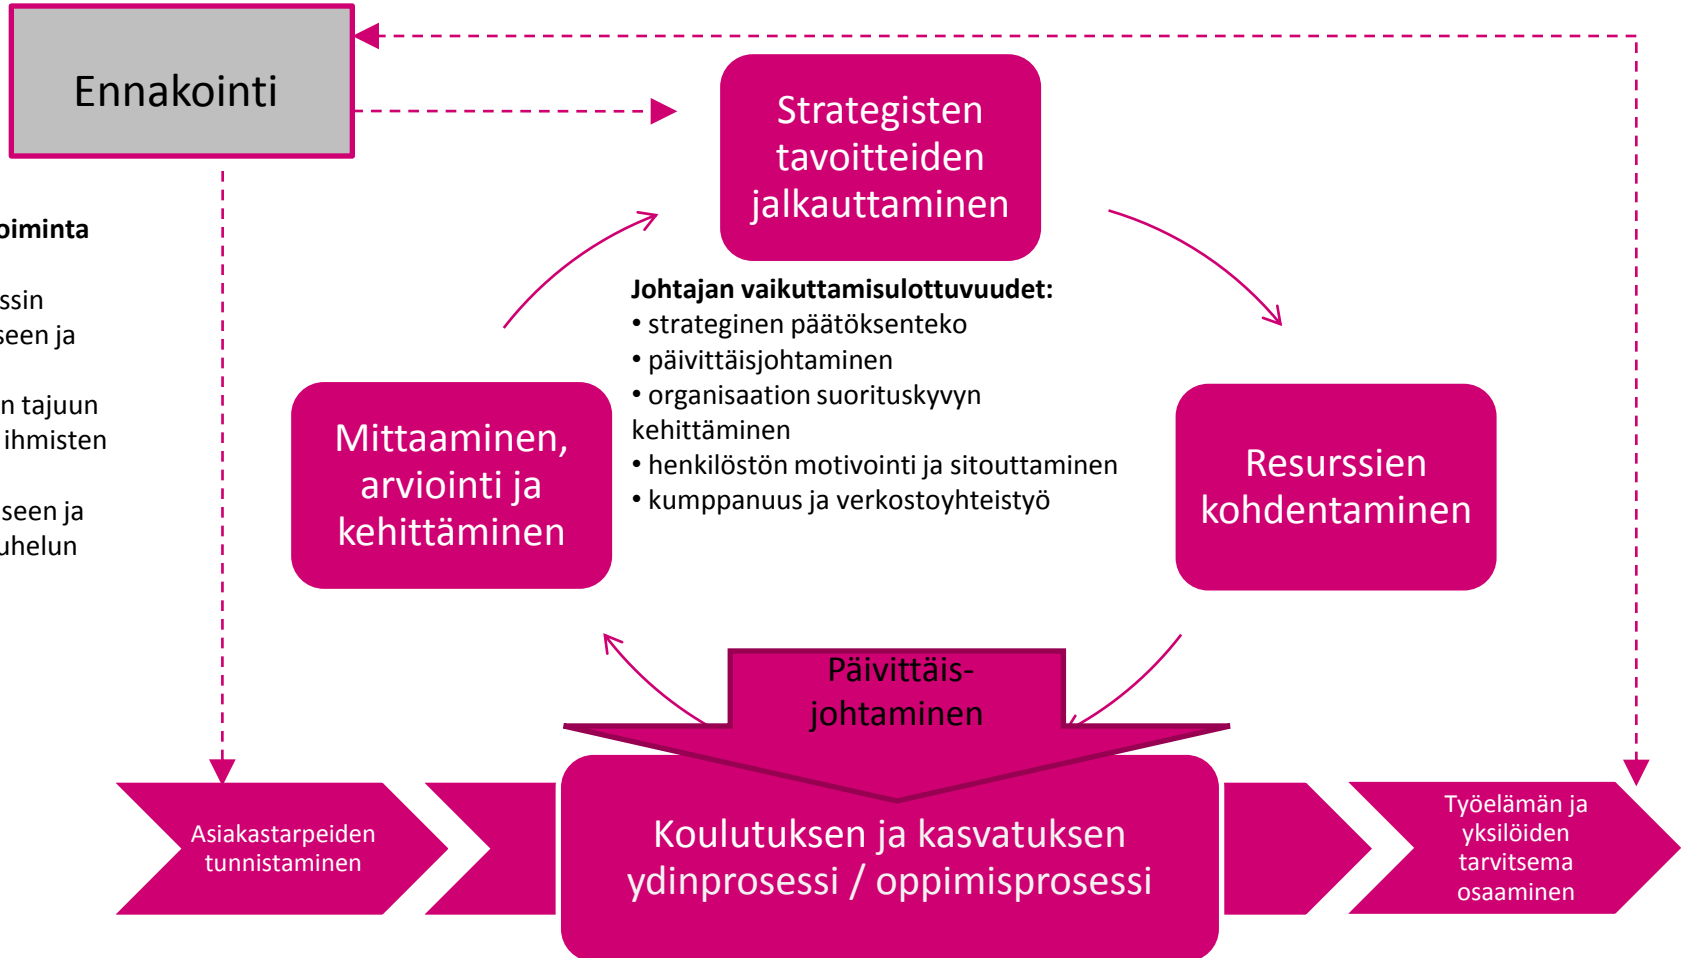 Ennakointi
Strategisten
tavoitteiden
jalkauttaminen
oiminta
ssin
seen ja
n tajuun
ihmisten
seen ja
uhelun
Johtajan vaikuttamisulottuvuudet:
• strateginen päätöksenteko
• päivittäisjohtaminen
• organisaation suorituskyvyn
kehittäminen
• henkilöstön motivointi ja sitouttaminen
• kumppanuus ja verkostoyhteistyö
Mittaaminen,
arviointi ja
kehittäminen
Resurssien
kohdentaminen
Päivittäis-
johtaminen
Asiakastarpeiden
tunnistaminen
Koulutuksen ja kasvatuksen
ydinprosessi / oppimisprosessi
Työelämän ja
yksilöiden
tarvitsema
osaaminen